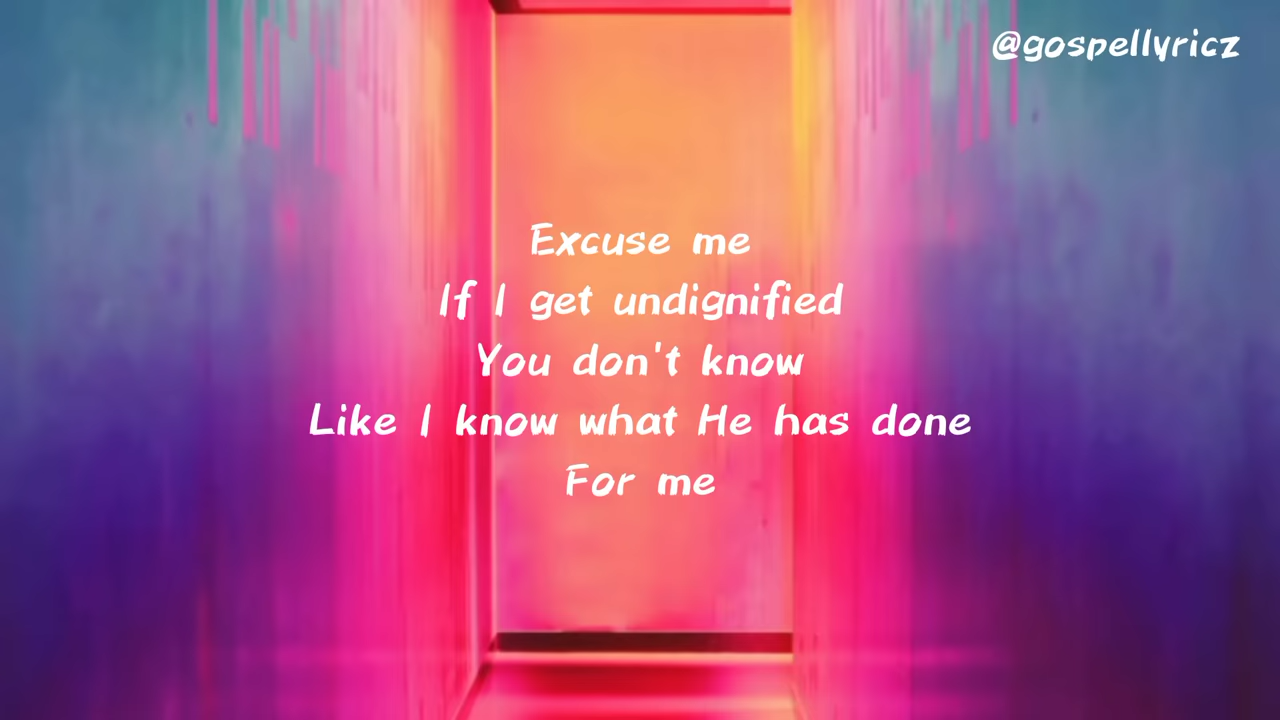 @gospellyricz
Excuse me
If I get undignified
You don't know
Like I know what He has done
For me